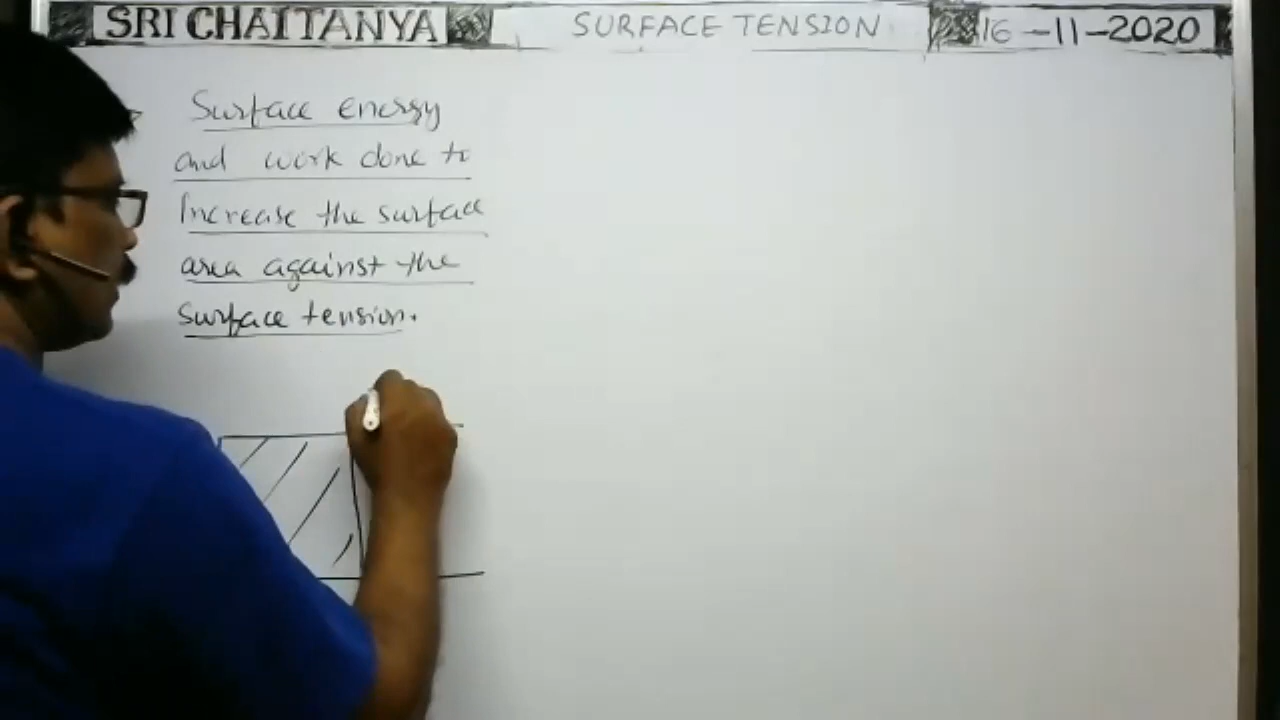 SRI CHAITANYA
SURFACE TENSION
16-11-2020
Surface energy
and work done to
Increase the surface
area against the
surface tension.